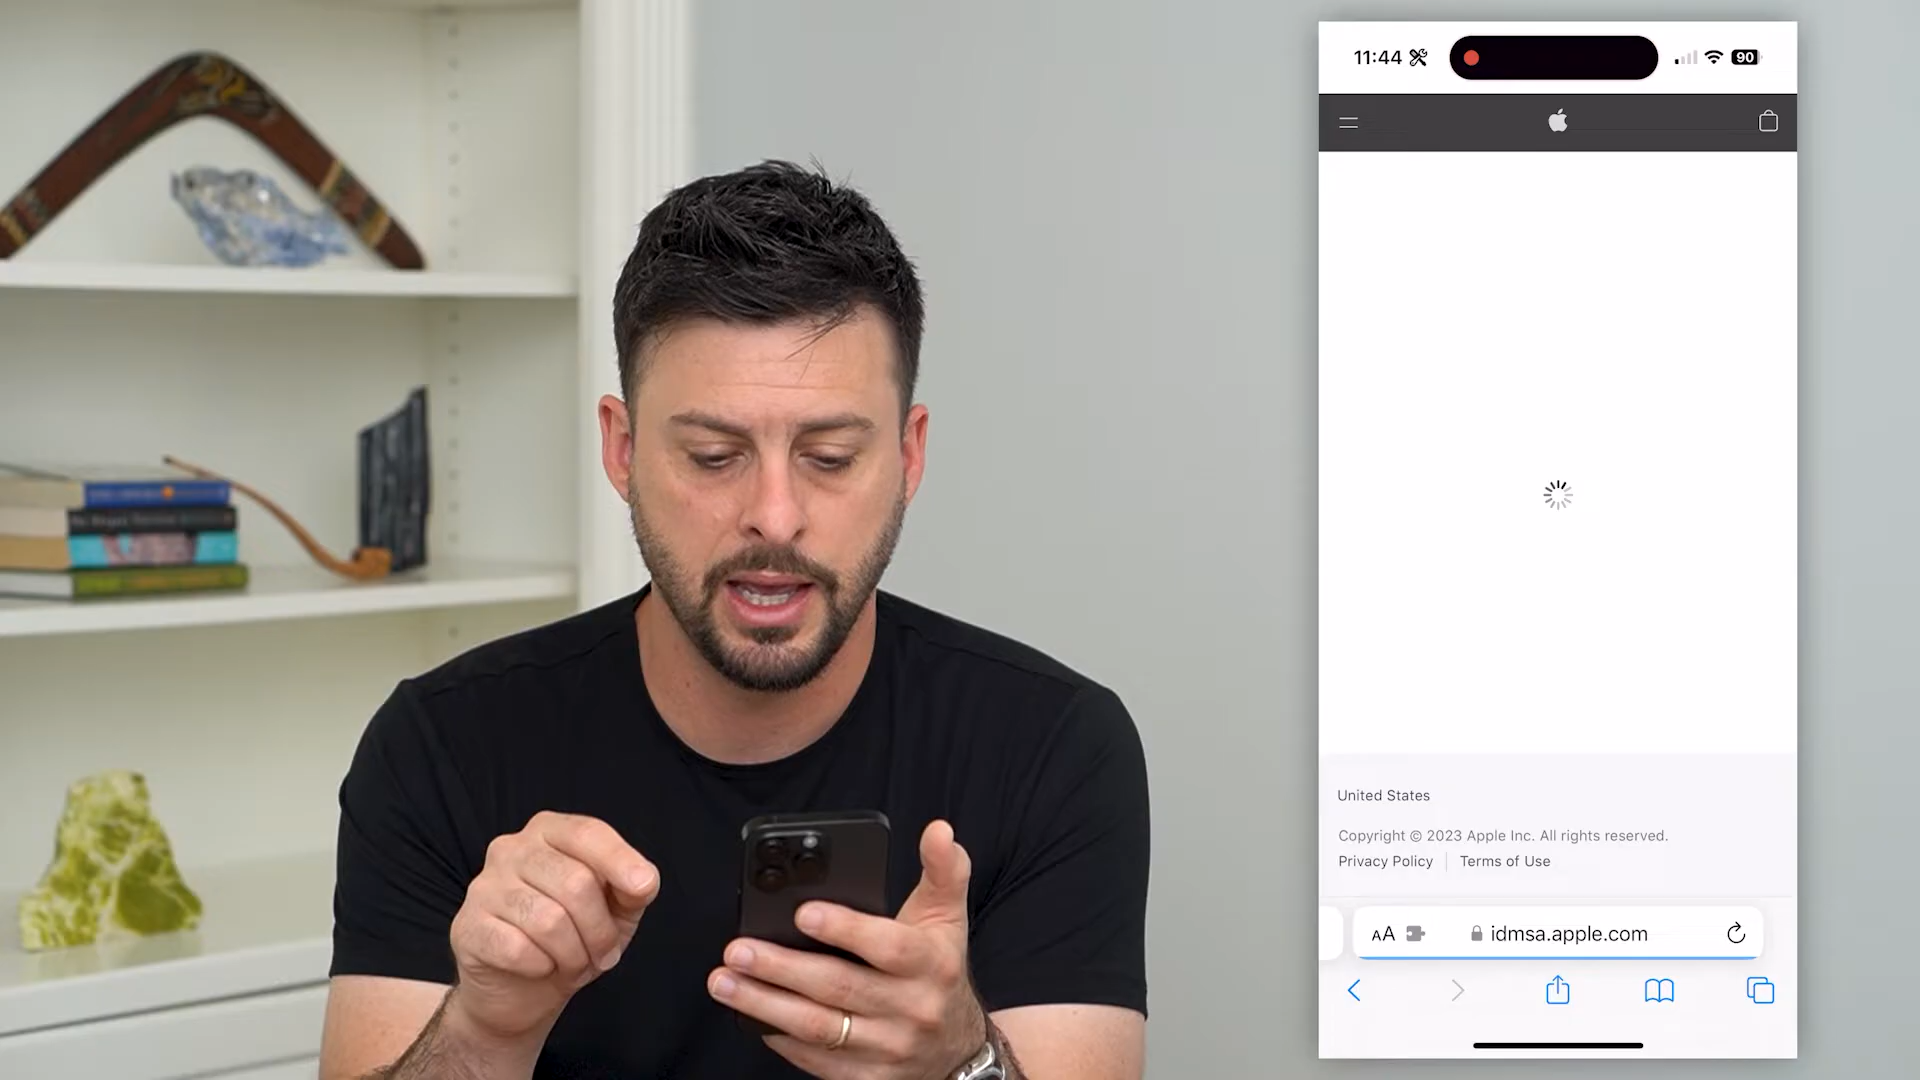 11:44
90
United States
Copyright © 2023 Apple Inc. All rights reserved.
Privacy Policy
Terms of Use
AA
idmsa.apple.com